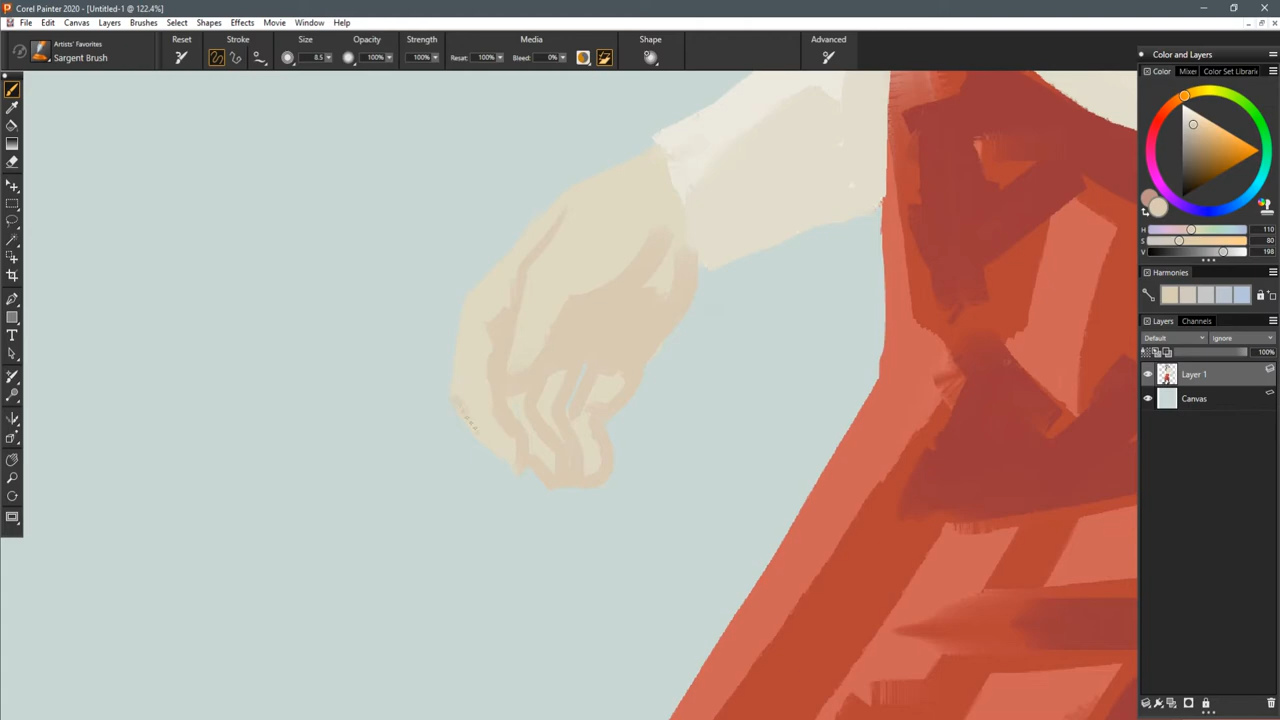 Corel Painter 2020 - [Untitled-1 @ 122.4%]
File Edit Canvas Layers Brushes Select Shapes Effects Movie Window Help
Artists' Favorites
Sargent Brush
Reset Stroke Size Opacity Strength Media Shape Advanced
8.5 100% 100% Reset: 100% Bleed: 0%
Color and Layers
Color Mixe Color Set Librari
H 110
S 80
V 198
Harmonies
Layers Channels
Default Ignore
100%
Layer 1
Canvas
T